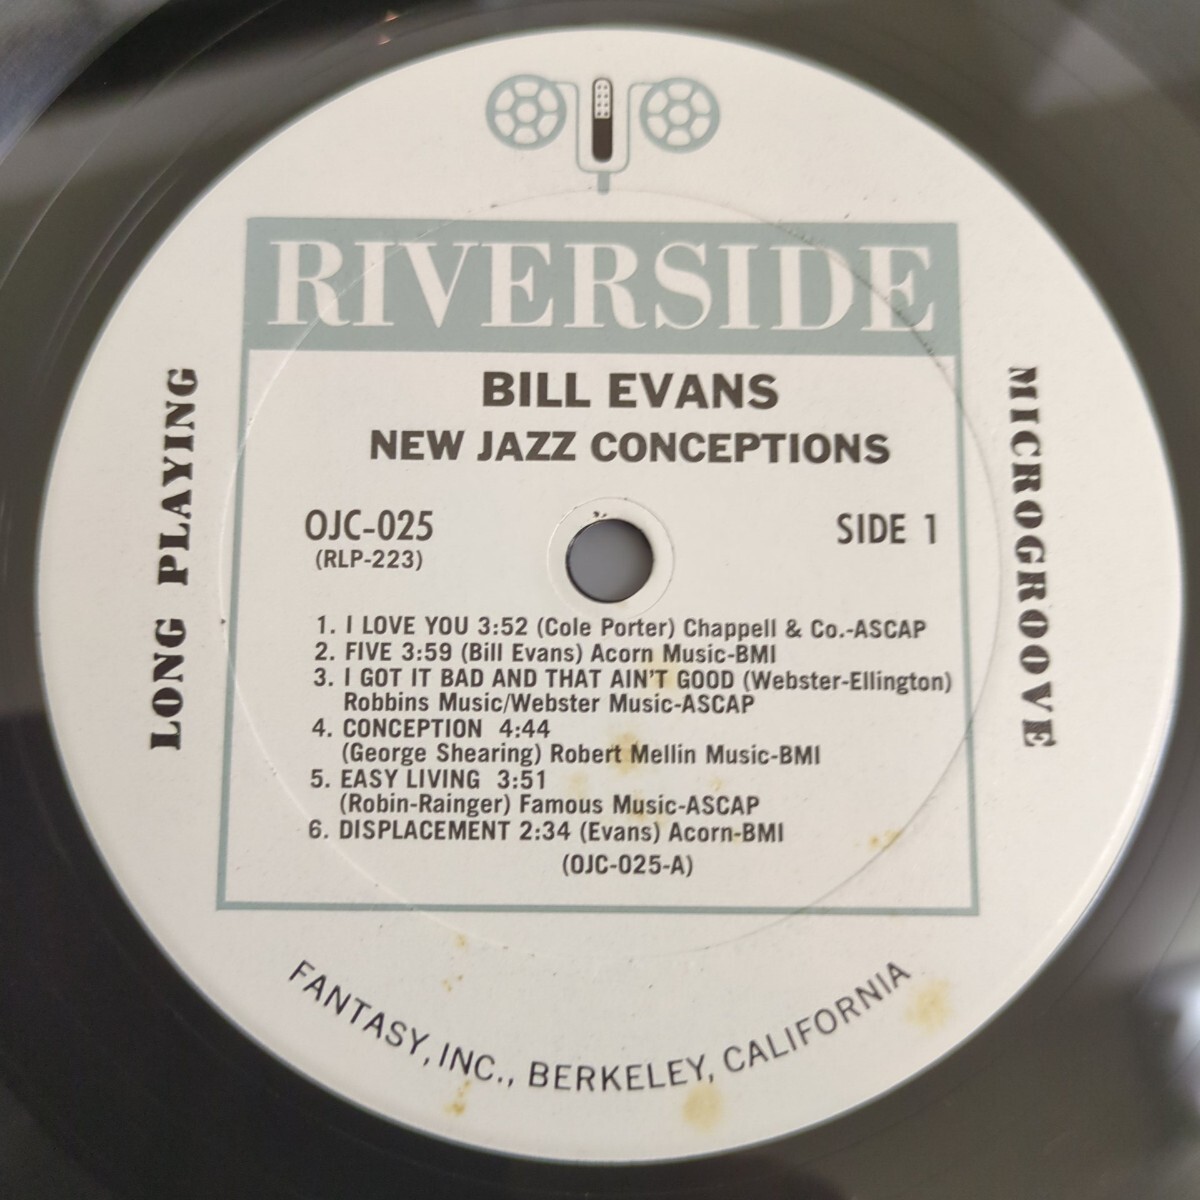 RIVERSIDE
BILL EVANS
NEW JAZZ CONCEPTIONS
OJC-025
(RLP-223)
SIDE 1
LONG PLAYING
MICROGROOVE
1. I LOVE YOU 3:52 (Cole Porter) Chappell & Co.-ASCAP
2. FIVE 3:59 (Bill Evans) Acorn Music-BMI
3. I GOT IT BAD AND THAT AIN'T GOOD (Webster-Ellington)
Robbins Music/Webster Music-ASCAP
4. CONCEPTION 4:44
(George Shearing) Robert Mellin Music-BMI
5. EASY LIVING 3:51
(Robin-Rainger) Famous Music-ASCAP
6. DISPLACEMENT 2:34 (Evans) Acorn-BMI
(OJC-025-A)
FANTASY, INC., BERKELEY, CALIFORNIA